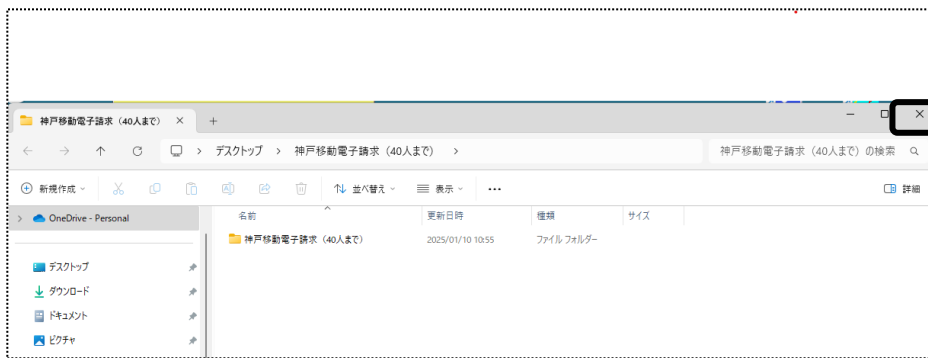 神戸移動電子請求（40人まで）
デスクトップ > 神戸移動電子請求（40人まで） >
神戸移動電子請求（40人まで）の検索
新規作成
並べ替え
表示
詳細
OneDrive - Personal
名前 更新日時 種類 サイズ
神戸移動電子請求（40人まで） 2025/01/10 10:55 ファイル フォルダー
デスクトップ
ダウンロード
ドキュメント
ピクチャ